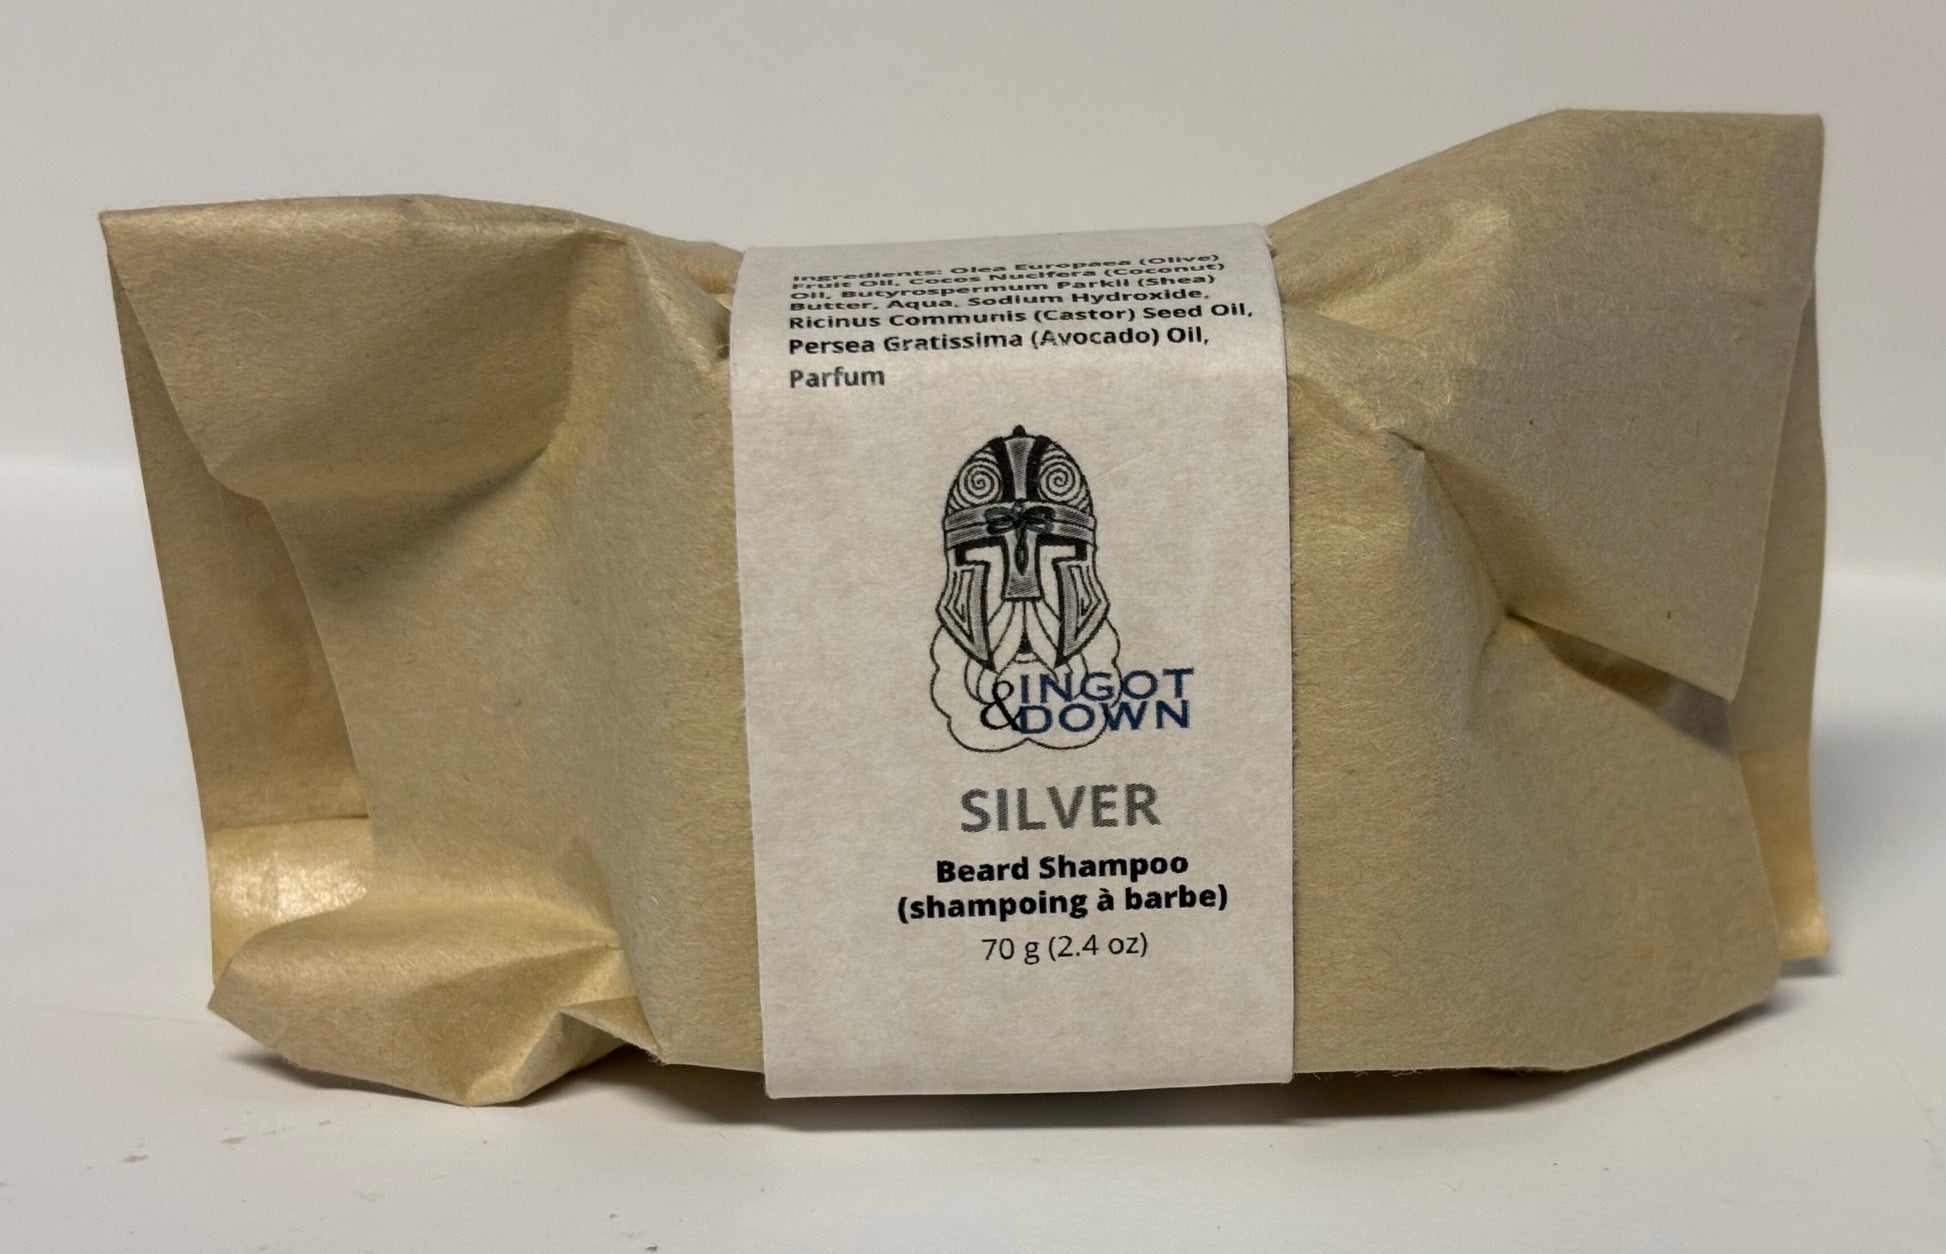 Ingredients: Olea Europaea (Olive)
Fruit Oil, Cocos Nucifera (Coconut)
Oil, Butyrospermum Parkii (Shea)
Butter, Aqua, Sodium Hydroxide,
Ricinus Communis (Castor) Seed Oil,
Persea Gratissima (Avocado) Oil,
Parfum
& INGOT
DOWN
SILVER
Beard Shampoo
(shampoing à barbe)
70 g (2.4 oz)